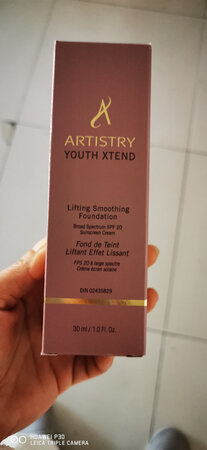 ARTISTRY
YOUTH XTEND
Lifting Smoothing
Foundation
Broad Spectrum SPF 20
Sunscreen Cream
Fond de Teint
Liftant Effet Lissant
FPS 20 à large spectre
Crème écran solaire
DIN 02435829
30 ml / 1.0 Fl. Oz.
HUAWEI P30
LEICA TRIPLE CAMERA